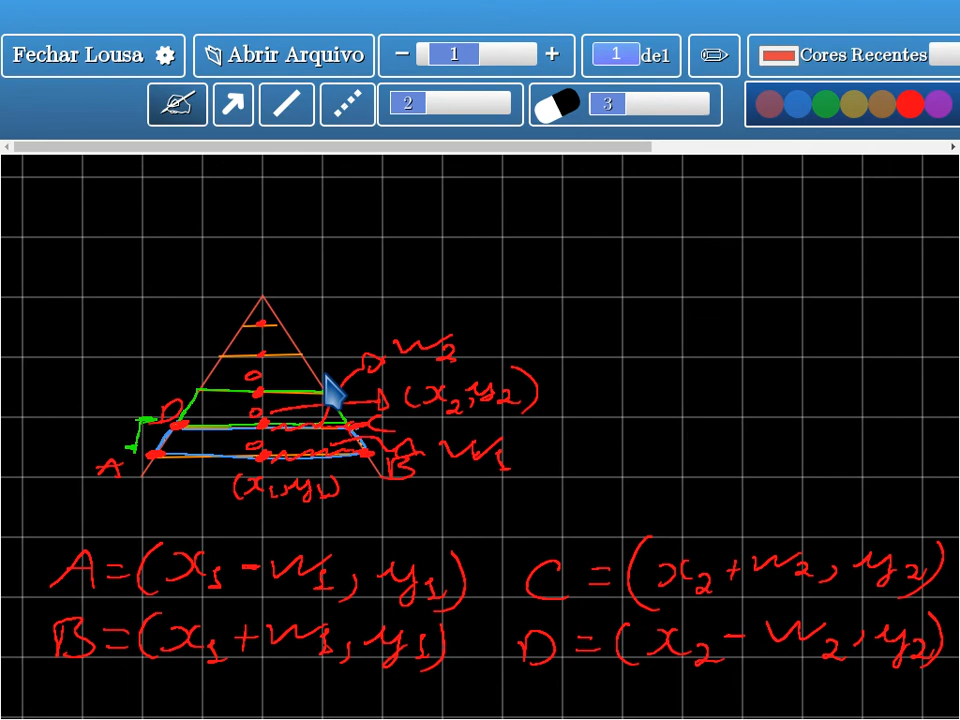 Fechar Lousa Abrir Arquivo − 1 + 1 de1 Cores Recentes
2 3
W2
D (x2, y2)
C
A B W1
(x1, y1)
A = (x1 - W1, y1) C = (x2 + W2, y2)
B = (x1 + W1, y1) D = (x2 - W2, y2)